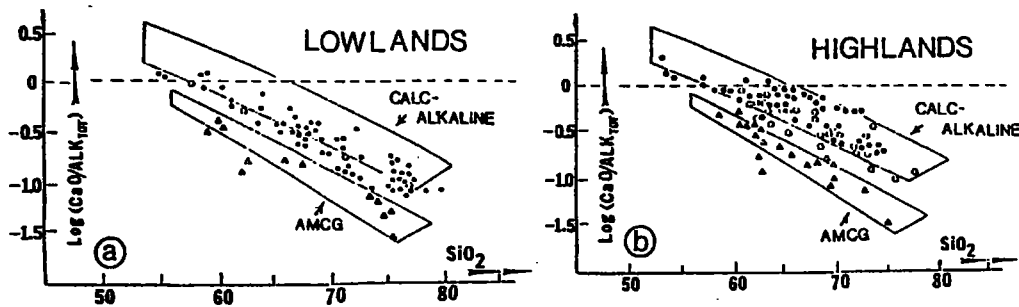 LOWLANDS
0.5
0
-0.5
-1.0
-1.5
Log (CaO/ALK TOT)
CALC-
ALKALINE
AMCG
a
SiO2
50
60
70
80
HIGHLANDS
0.5
0
-0.5
-1.0
-1.5
Log (CaO/ALK TOT)
CALC-
ALKALINE
AMCG
b
SiO2
50
60
70
80